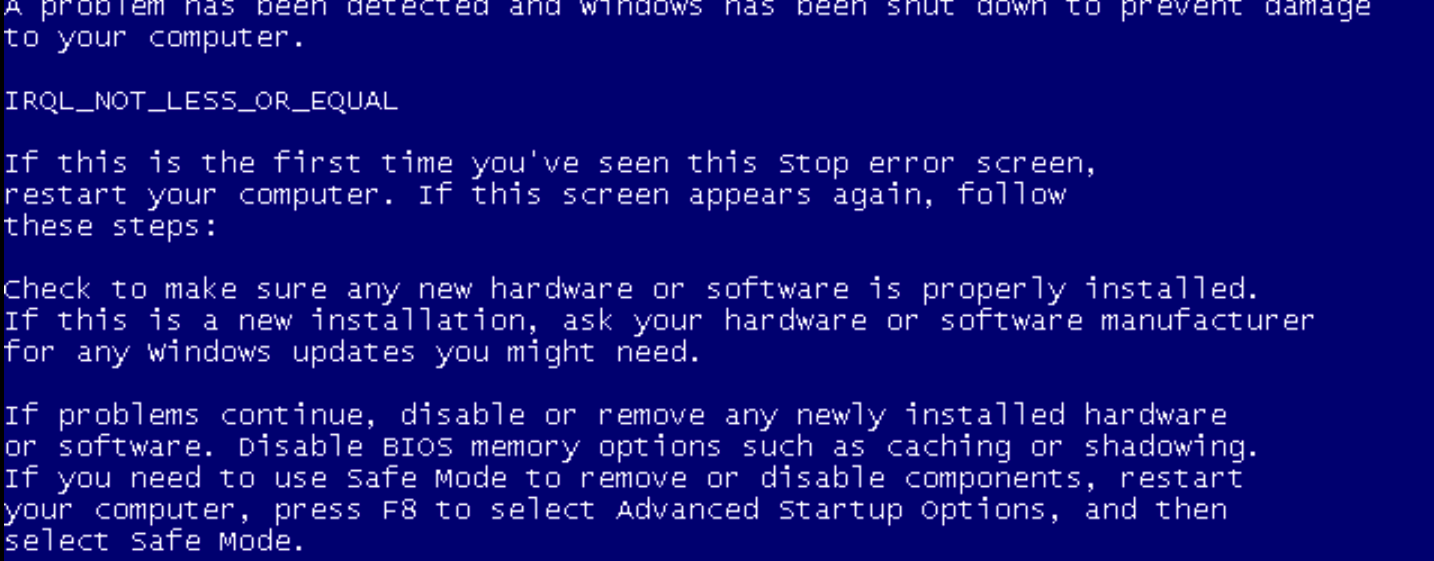 A problem has been detected and windows has been shut down to prevent damage
to your computer.
IRQL_NOT_LESS_OR_EQUAL
If this is the first time you've seen this Stop error screen,
restart your computer. If this screen appears again, follow
these steps:
Check to make sure any new hardware or software is properly installed.
If this is a new installation, ask your hardware or software manufacturer
for any windows updates you might need.
If problems continue, disable or remove any newly installed hardware
or software. Disable BIOS memory options such as caching or shadowing.
If you need to use Safe Mode to remove or disable components, restart
your computer, press F8 to select Advanced Startup Options, and then
select Safe Mode.